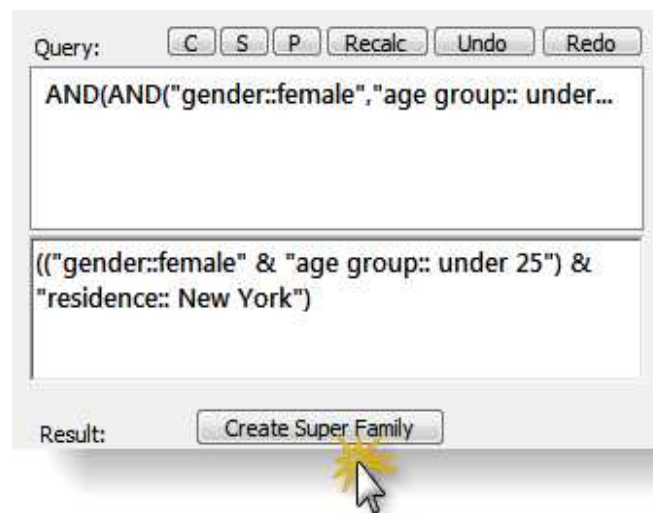 Query: C S P Recalc Undo Redo
AND(AND("gender::female","age group:: under...
(("gender::female" & "age group:: under 25") &
"residence:: New York")
Result: Create Super Family